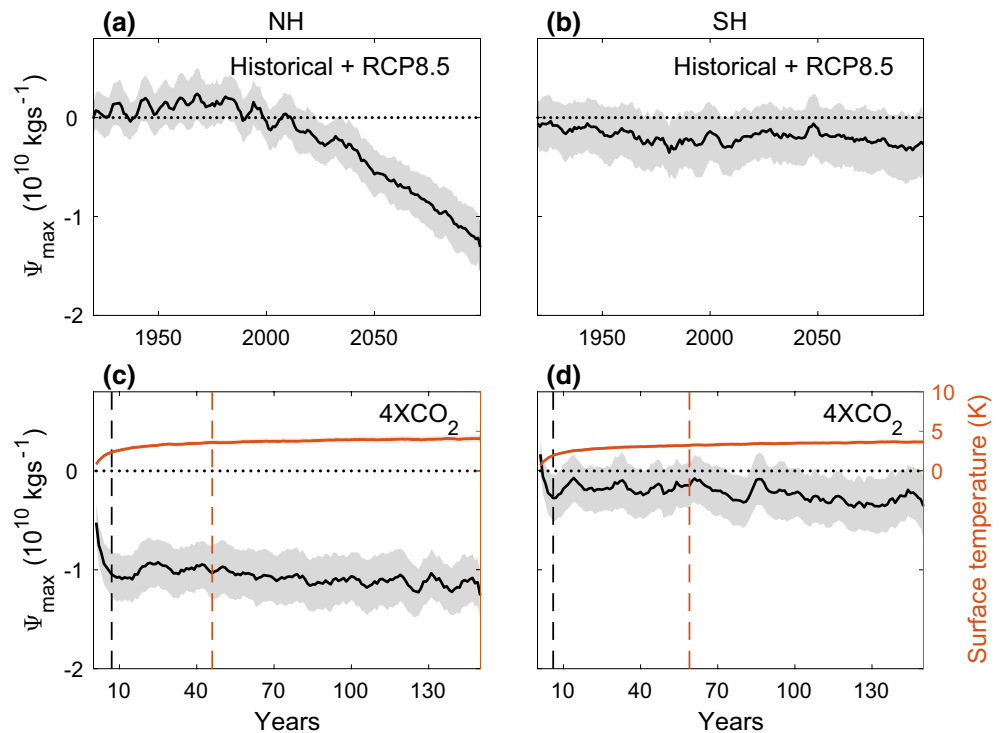 (a) NH (b) SH
Historical + RCP8.5 Historical + RCP8.5
Ψmax (10^10 kgs^-1)
0
-1
-2
1950 2000 2050 1950 2000 2050
(c) (d)
4XCO2 4XCO2
Ψmax (10^10 kgs^-1)
0
-1
-2
10
5
0
Surface temperature (K)
10 40 70 100 130 10 40 70 100 130
Years Years